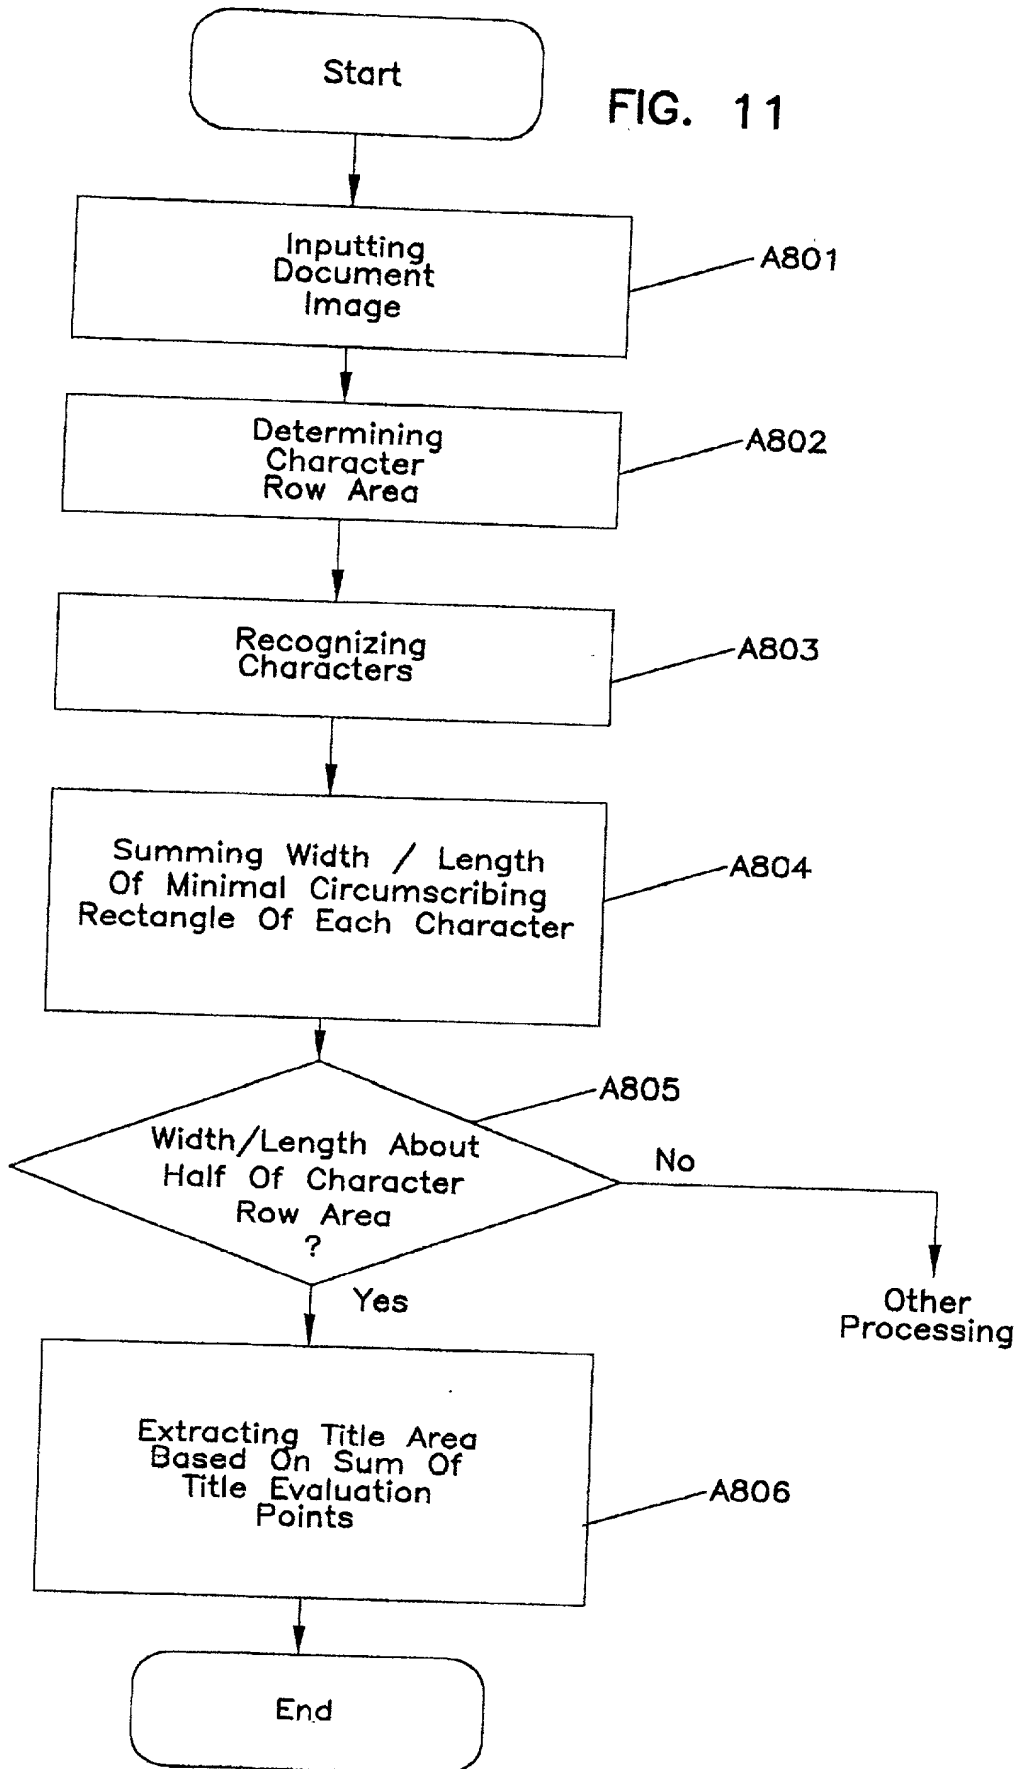 Start
FIG. 11
Inputting
Document
Image
A801
Determining
Character
Row Area
A802
Recognizing
Characters
A803
Summing Width / Length
Of Minimal Circumscribing
Rectangle Of Each Character
A804
A805
Width/Length About
Half Of Character
Row Area
?
No
Yes
Other
Processing
Extracting Title Area
Based On Sum Of
Title Evaluation
Points
A806
End